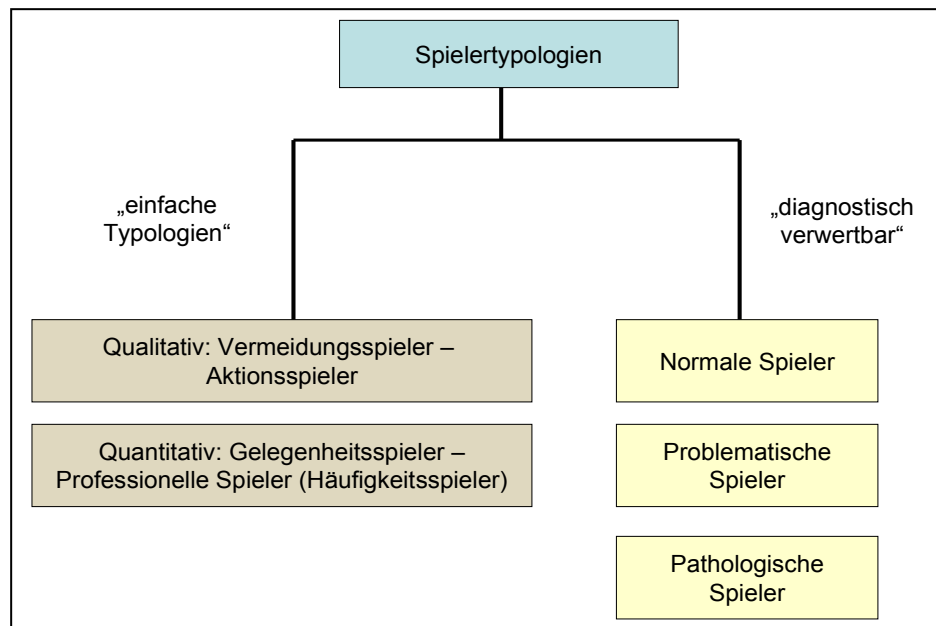 Spielertypologien
„einfache
Typologien“
„diagnostisch
verwertbar“
Qualitativ: Vermeidungsspieler –
Aktionsspieler
Quantitativ: Gelegenheitsspieler –
Professionelle Spieler (Häufigkeitsspieler)
Normale Spieler
Problematische
Spieler
Pathologische
Spieler